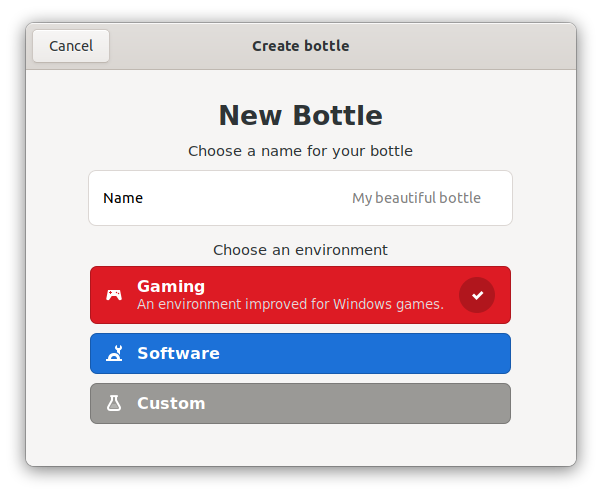 Cancel
Create bottle
New Bottle
Choose a name for your bottle
Name
My beautiful bottle
Choose an environment
Gaming
An environment improved for Windows games.
Software
Custom